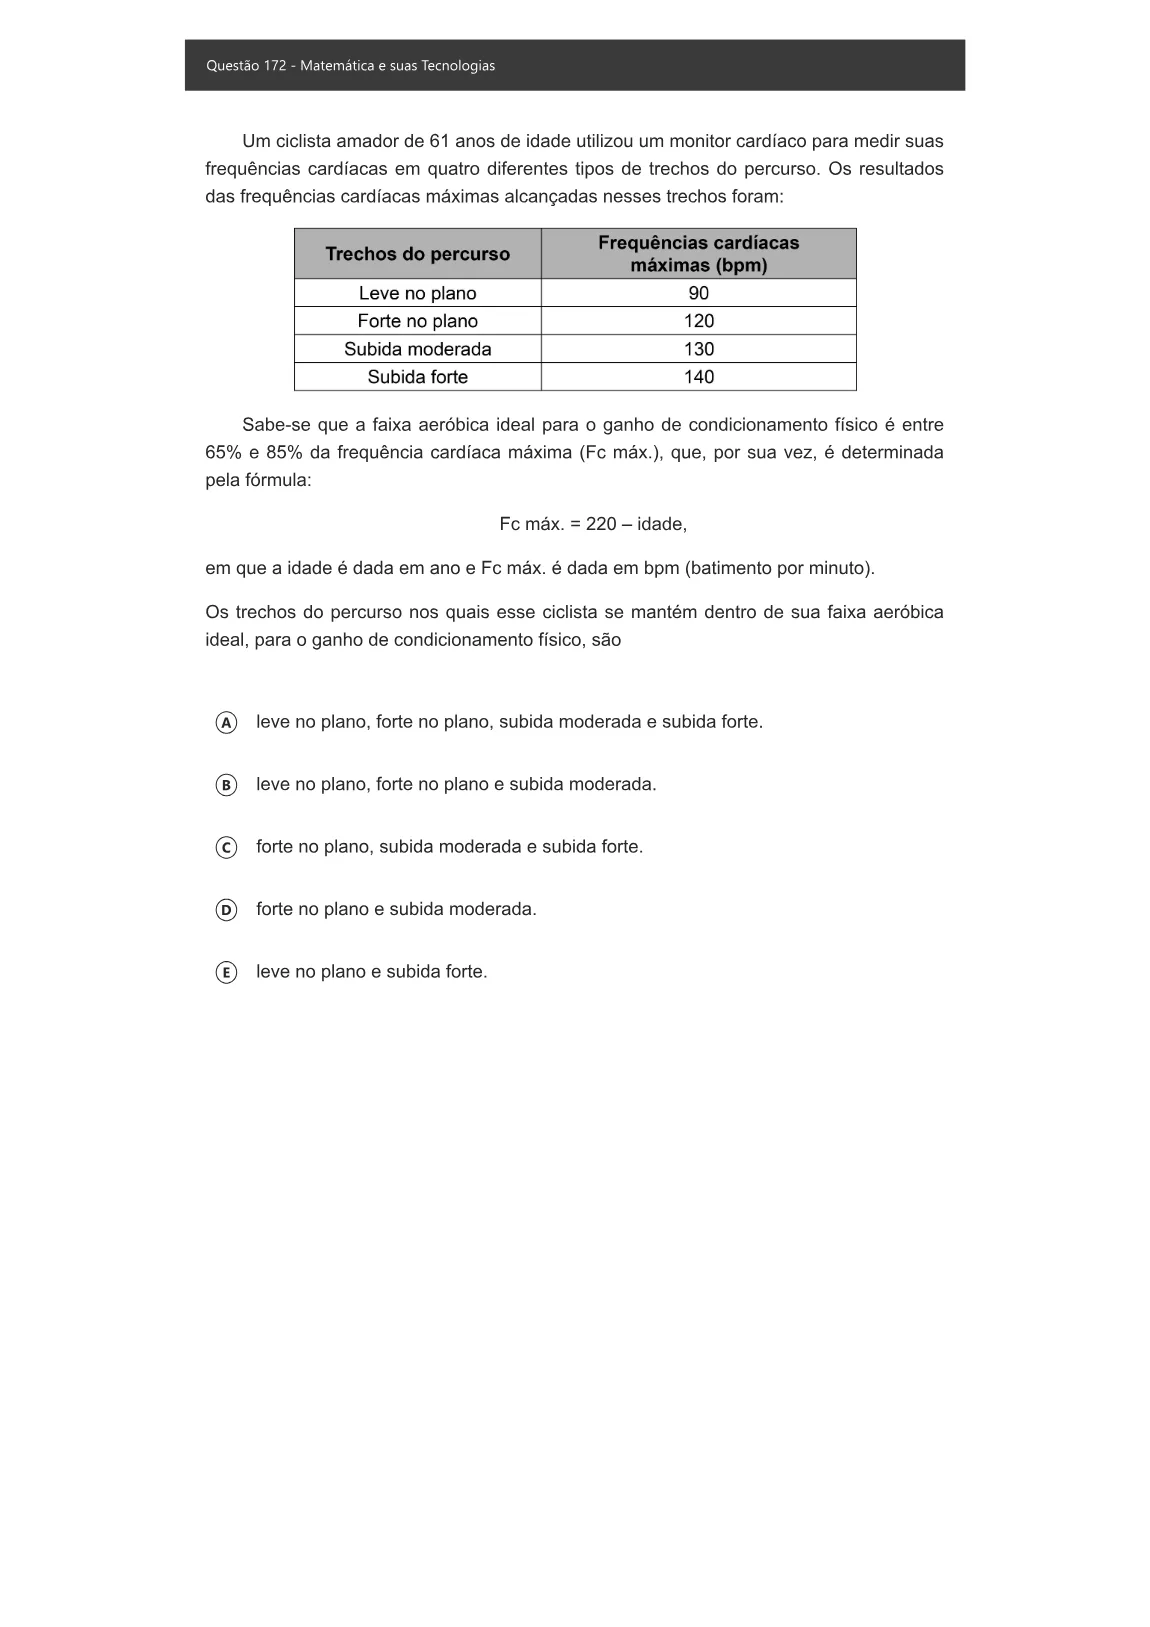 Questão 172 - Matemática e suas Tecnologias
Um ciclista amador de 61 anos de idade utilizou um monitor cardíaco para medir suas
frequências cardíacas em quatro diferentes tipos de trechos do percurso. Os resultados
das frequências cardíacas máximas alcançadas nesses trechos foram:
Trechos do percurso Frequências cardíacas
máximas (bpm)
Leve no plano 90
Forte no plano 120
Subida moderada 130
Subida forte 140
Sabe-se que a faixa aeróbica ideal para o ganho de condicionamento físico é entre
65% e 85% da frequência cardíaca máxima (Fc máx.), que, por sua vez, é determinada
pela fórmula:
Fc máx. = 220 – idade,
em que a idade é dada em ano e Fc máx. é dada em bpm (batimento por minuto).
Os trechos do percurso nos quais esse ciclista se mantém dentro de sua faixa aeróbica
ideal, para o ganho de condicionamento físico, são
A leve no plano, forte no plano, subida moderada e subida forte.
B leve no plano, forte no plano e subida moderada.
C forte no plano, subida moderada e subida forte.
D forte no plano e subida moderada.
E leve no plano e subida forte.